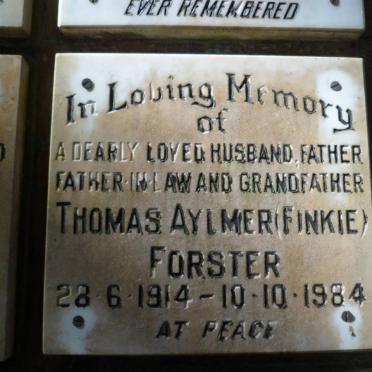 EVER REMEMBERED
In Loving Memory
of
A DEARLY LOVED HUSBAND, FATHER
FATHER-IN-LAW AND GRANDFATHER
THOMAS AYLMER (FINKIE)
FORSTER
28·6·1914 – 10·10·1984
AT PEACE